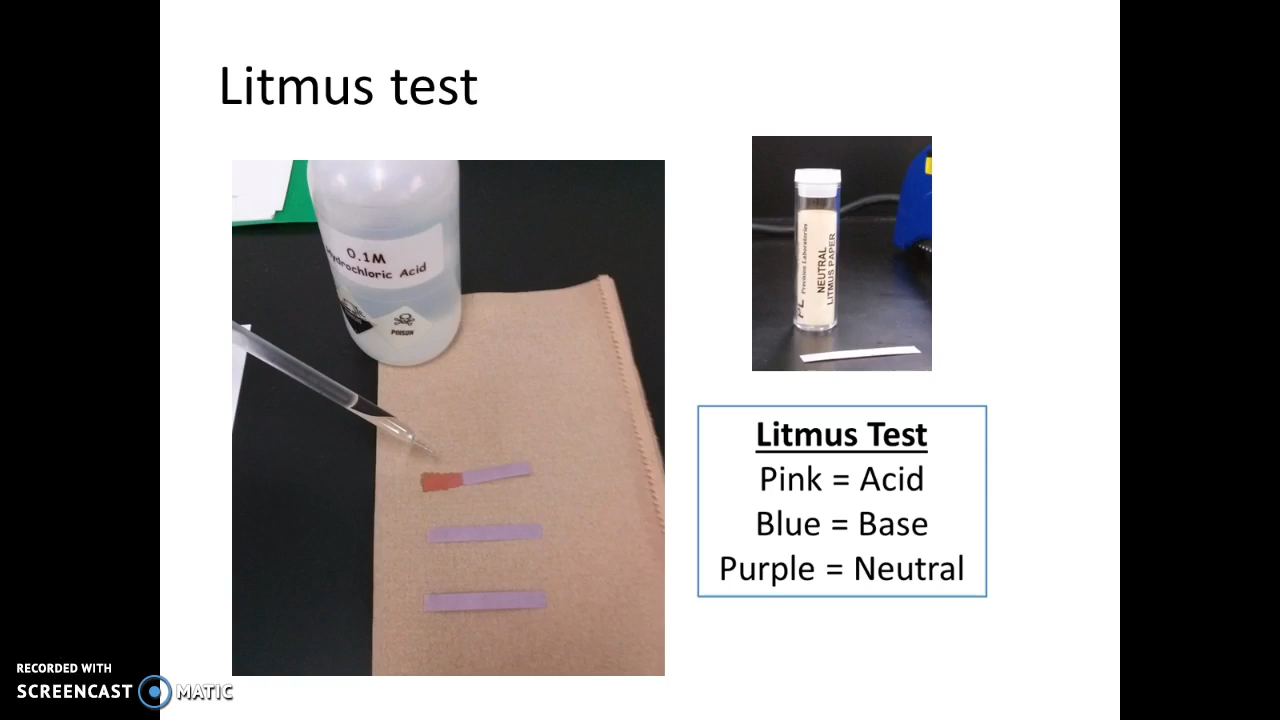 Litmus test
0.1M
Hydrochloric Acid
POISON
Precision Laboratories
NEUTRAL
LITMUS PAPER
Litmus Test
Pink = Acid
Blue = Base
Purple = Neutral
RECORDED WITH
SCREENCAST MATIC